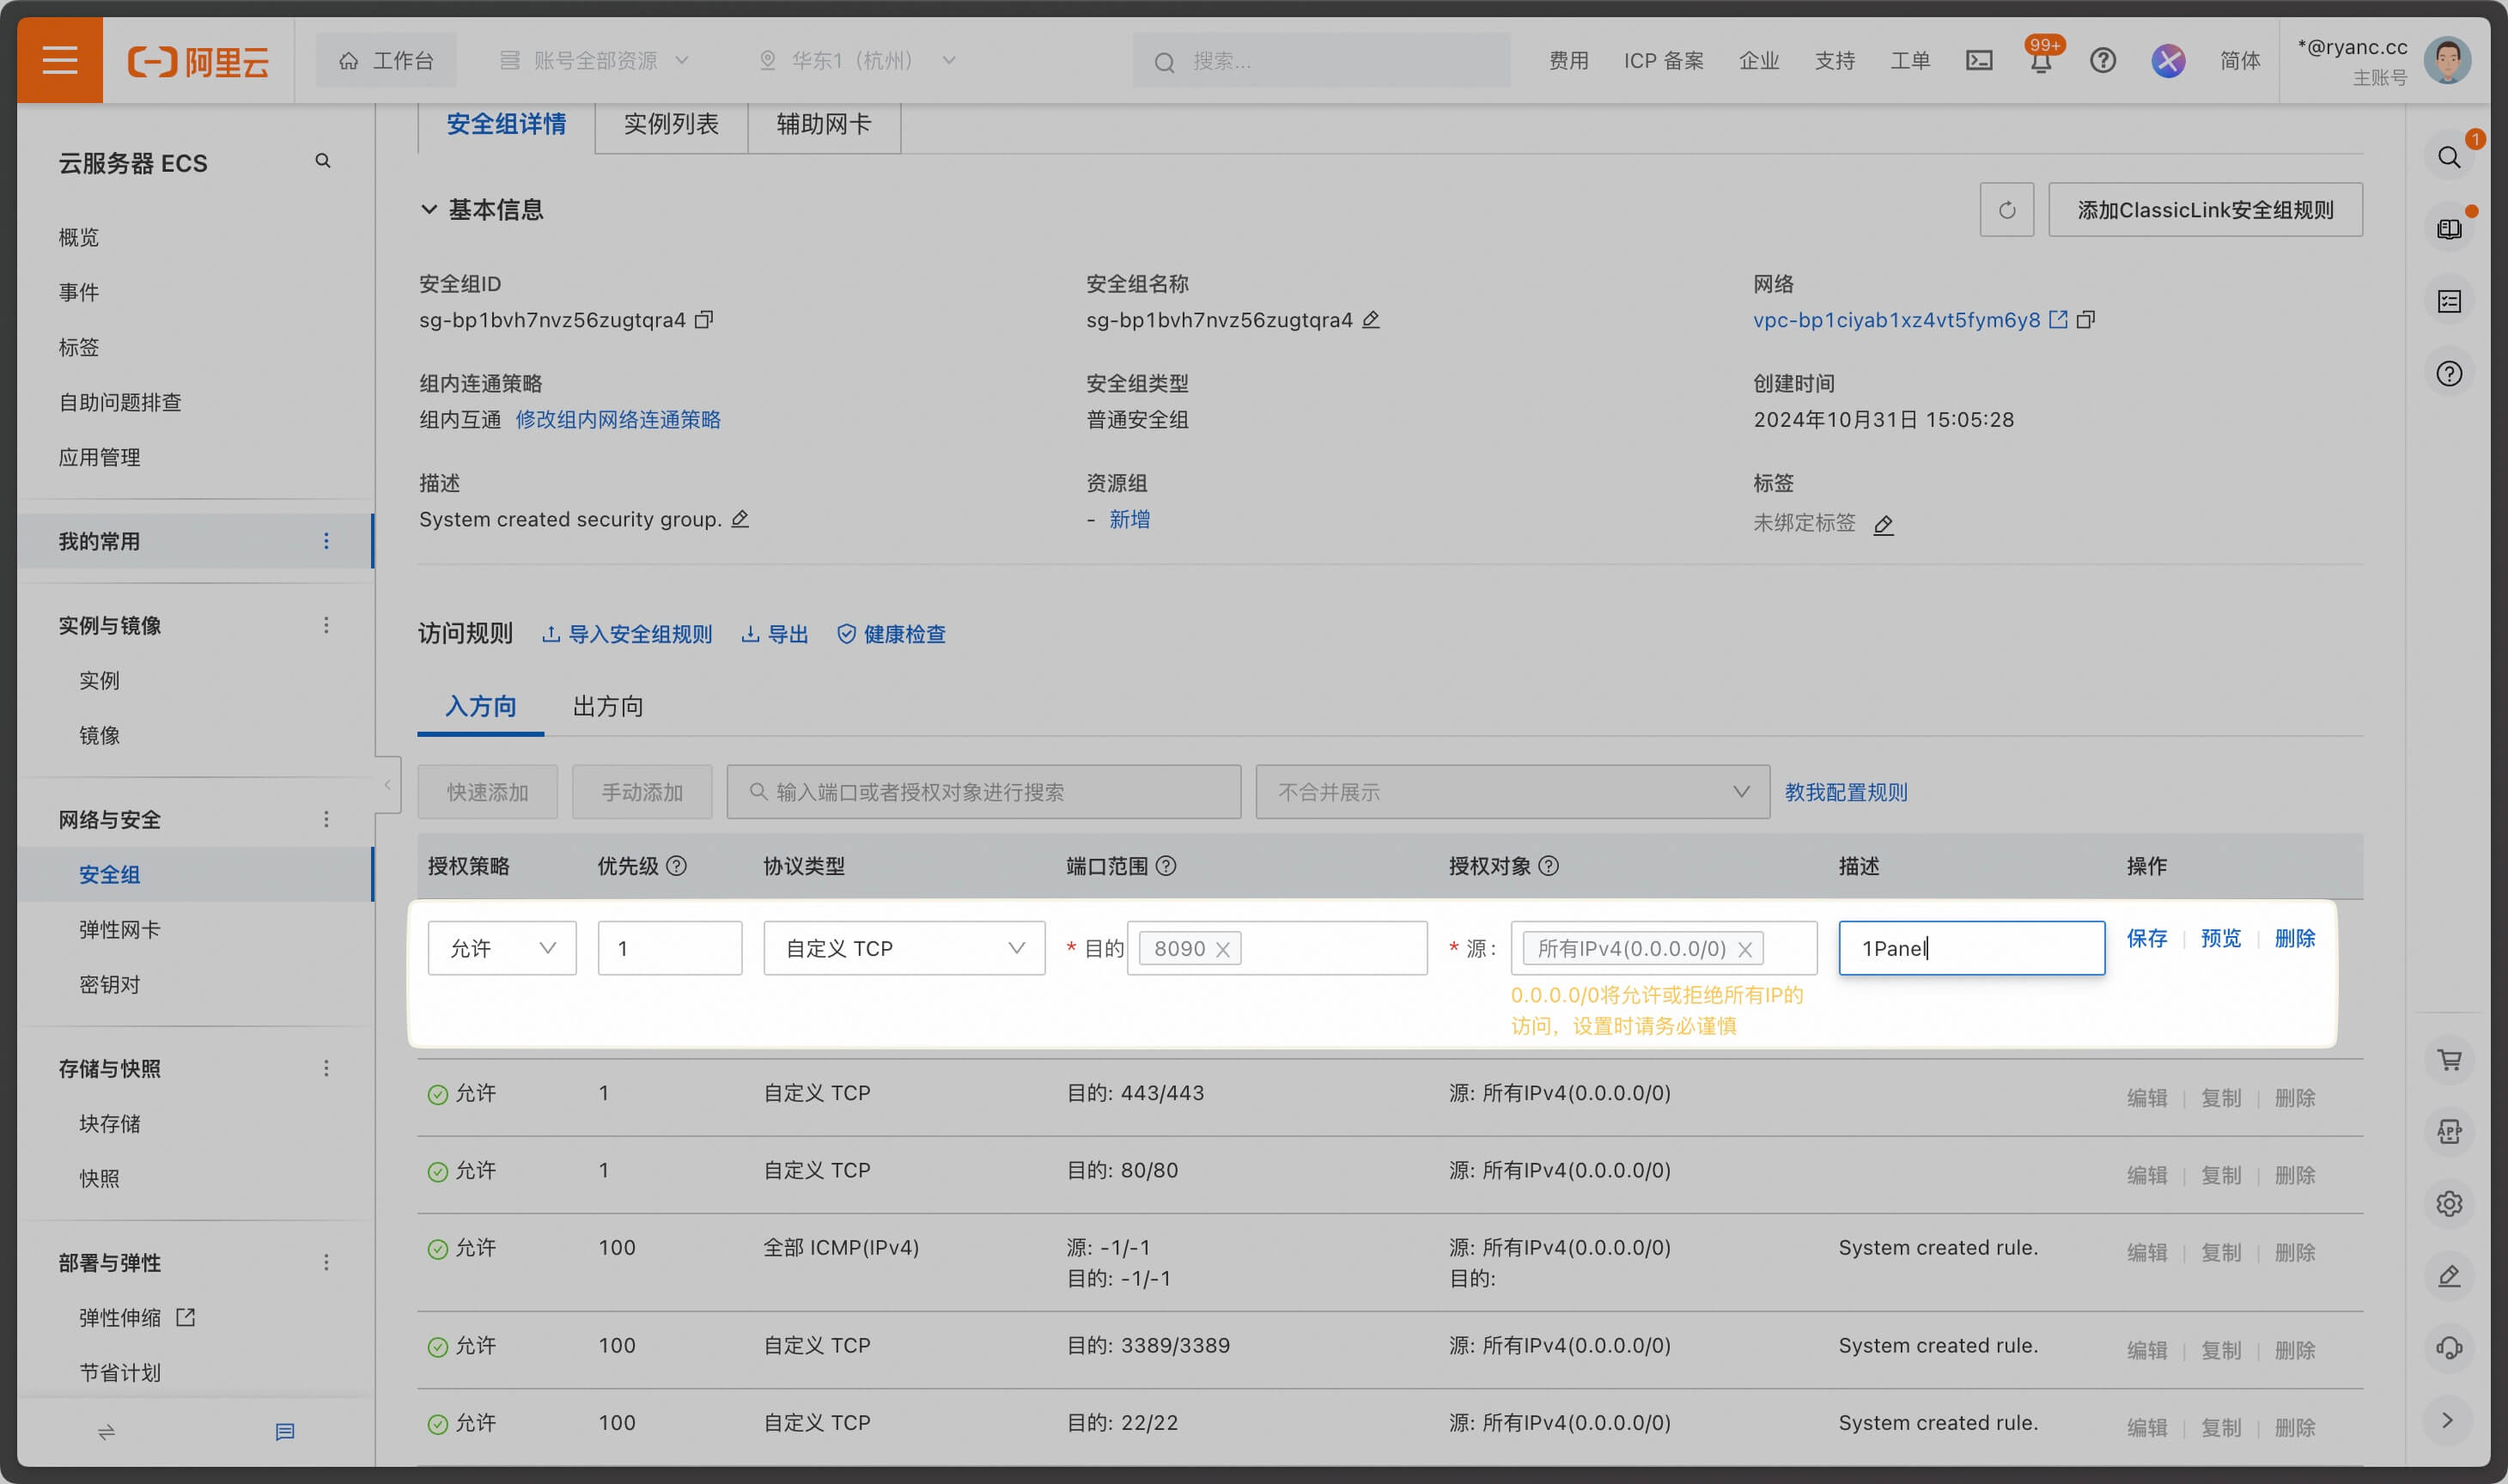 阿里云
工作台
账号全部资源
华东1（杭州）
搜索...
费用
ICP 备案
企业
支持
工单
99+
简体
*@ryanc.cc
主账号
云服务器 ECS
概览
事件
标签
自助问题排查
应用管理
我的常用
实例与镜像
实例
镜像
网络与安全
安全组
弹性网卡
密钥对
存储与快照
块存储
快照
部署与弹性
弹性伸缩
节省计划
安全组详情
实例列表
辅助网卡
基本信息
添加ClassicLink安全组规则
安全组ID
sg-bp1bvh7nvz56zugtqra4
安全组名称
sg-bp1bvh7nvz56zugtqra4
网络
vpc-bp1ciyab1xz4vt5fym6y8
组内连通策略
组内互通 修改组内网络连通策略
安全组类型
普通安全组
创建时间
2024年10月31日 15:05:28
描述
System created security group.
资源组
- 新增
标签
未绑定标签
访问规则 导入安全组规则 导出 健康检查
入方向 出方向
快速添加 手动添加 输入端口或者授权对象进行搜索 不合并展示 教我配置规则
授权策略 优先级 协议类型 端口范围 授权对象 描述 操作
允许 1 自定义 TCP * 目的 8090 * 源： 所有IPv4(0.0.0.0/0) 1Panel 保存 预览 删除
0.0.0.0/0将允许或拒绝所有IP的
访问，设置时请务必谨慎
允许 1 自定义 TCP 目的: 443/443 源: 所有IPv4(0.0.0.0/0) 编辑 复制 删除
允许 1 自定义 TCP 目的: 80/80 源: 所有IPv4(0.0.0.0/0) 编辑 复制 删除
允许 100 全部 ICMP(IPv4) 源: -1/-1 源: 所有IPv4(0.0.0.0/0) System created rule. 编辑 复制 删除
目的: -1/-1 目的:
允许 100 自定义 TCP 目的: 3389/3389 源: 所有IPv4(0.0.0.0/0) System created rule. 编辑 复制 删除
允许 100 自定义 TCP 目的: 22/22 源: 所有IPv4(0.0.0.0/0) System created rule. 编辑 复制 删除
1
APP